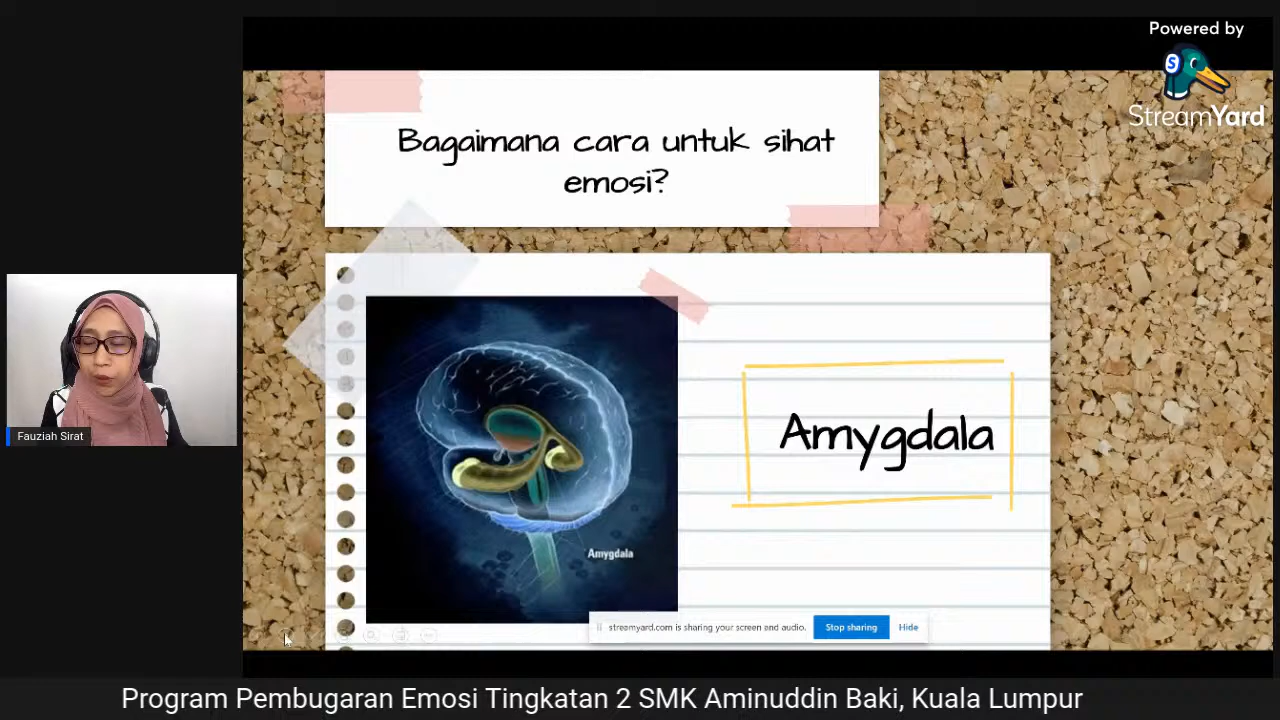 Powered by
S
StreamYard
Bagaimana cara untuk sihat
emosi?
Amygdala
Amygdala
Fauziah Sirat
streamyard.com is sharing your screen and audio.
Stop sharing
Hide
Program Pembugaran Emosi Tingkatan 2 SMK Aminuddin Baki, Kuala Lumpur